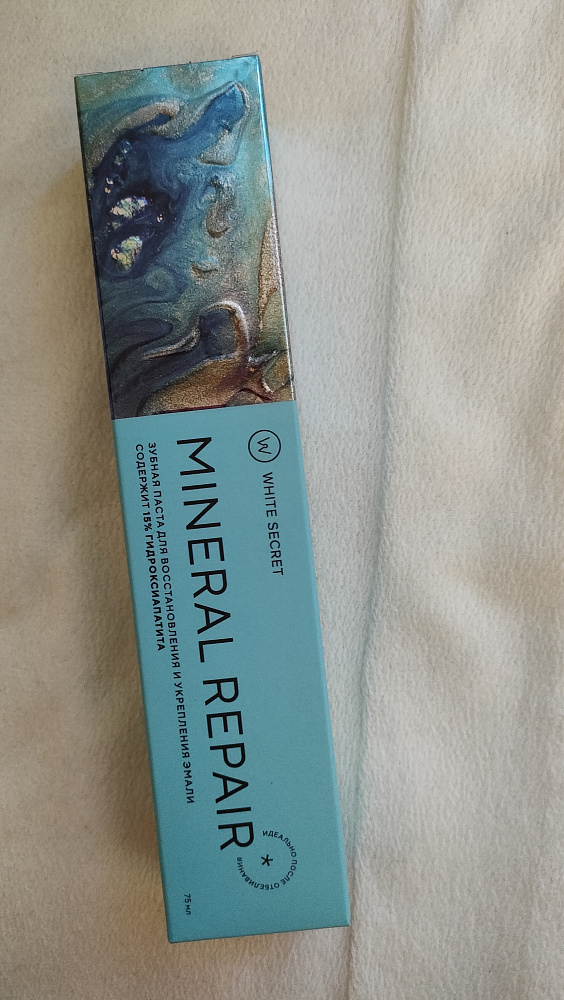 W WHITE SECRET
MINERAL REPAIR
ЗУБНАЯ ПАСТА ДЛЯ ВОССТАНОВЛЕНИЯ И УКРЕПЛЕНИЯ ЭМАЛИ
СОДЕРЖИТ 15% ГИДРОКСИАПАТИТА
ИДЕАЛЬНО ПОСЛЕ ОТБЕЛИВАНИЯ
*
75 мл